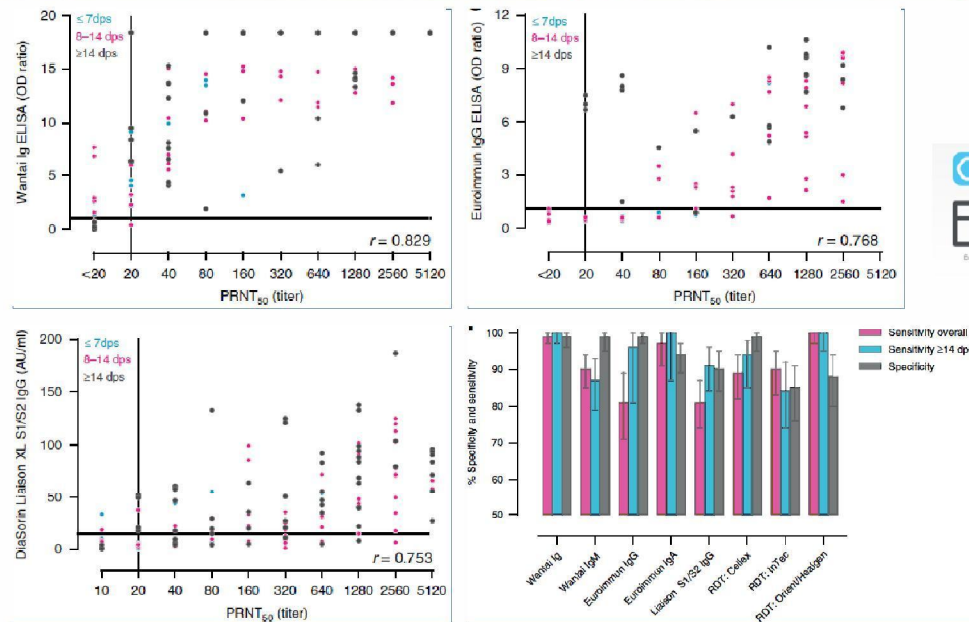 ≤ 7dps
8–14 dps
≥14 dps
Wantai Ig ELISA (OD ratio)
20
15
10
5
0
r = 0.829
<20 20 40 80 160 320 640 1280 2560 5120
PRNT50 (titer)
≤ 7dps
8–14 dps
≥14 dps
Euroimmun IgG ELISA (OD ratio)
12
9
6
3
0
r = 0.768
<20 20 40 80 160 320 640 1280 2560 5120
PRNT50 (titer)
≤ 7dps
8–14 dps
≥14 dps
DiaSorin Liaison XL S1/S2 IgG (AU/ml)
200
150
100
50
0
r = 0.753
10 20 40 80 160 320 640 1280 2560 5120
PRNT50 (titer)
% Specificity and sensitivity
100
90
80
60
50
Sensitivity overall
Sensitivity ≥14 dp
Specificity
Wantai Ig
Wantai IgM
Euroimmun IgG
Euroimmun IgA
Liaison S1/S2 IgG
RDT: Cellex
RDT: inTec
RDT: Orient/Healgen